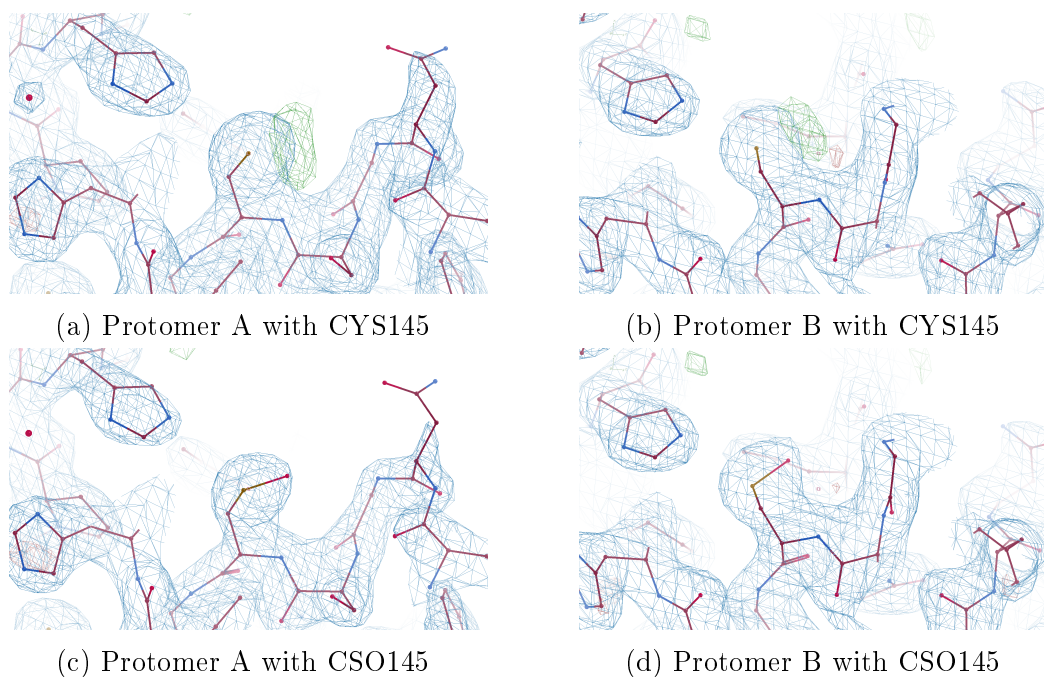 (a) Protomer A with CYS145
(b) Protomer B with CYS145
(c) Protomer A with CSO145
(d) Protomer B with CSO145